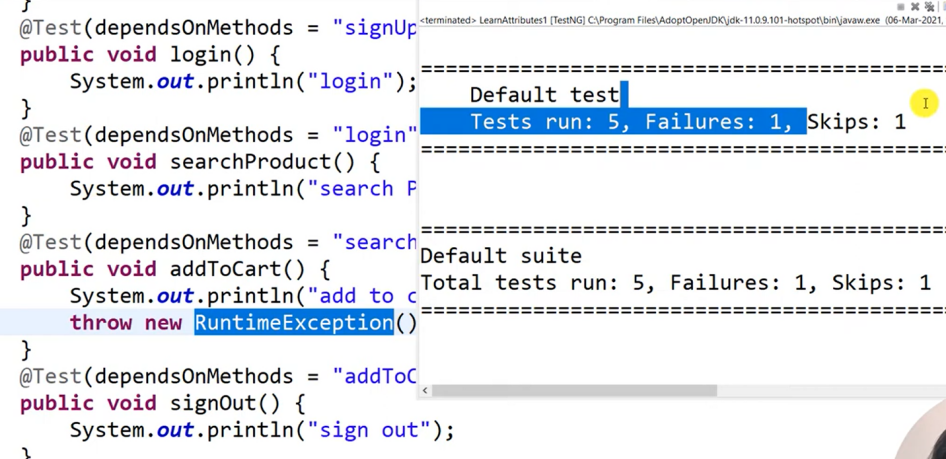 }
@Test(dependsOnMethods = "signUp
public void login() {
System.out.println("login");
}
@Test(dependsOnMethods = "login"
public void searchProduct() {
System.out.println("search P
}
@Test(dependsOnMethods = "search
public void addToCart() {
System.out.println("add to c
throw new RuntimeException()
}
@Test(dependsOnMethods = "addToC
public void signOut() {
System.out.println("sign out");
}
<terminated> LearnAttributes1 [TestNG] C:\Program Files\AdoptOpenJDK\jdk-11.0.9.101-hotspot\bin\javaw.exe (06-Mar-2021,
===========================================
Default test
Tests run: 5, Failures: 1, Skips: 1
===========================================
===========================================
Default suite
Total tests run: 5, Failures: 1, Skips: 1
===========================================